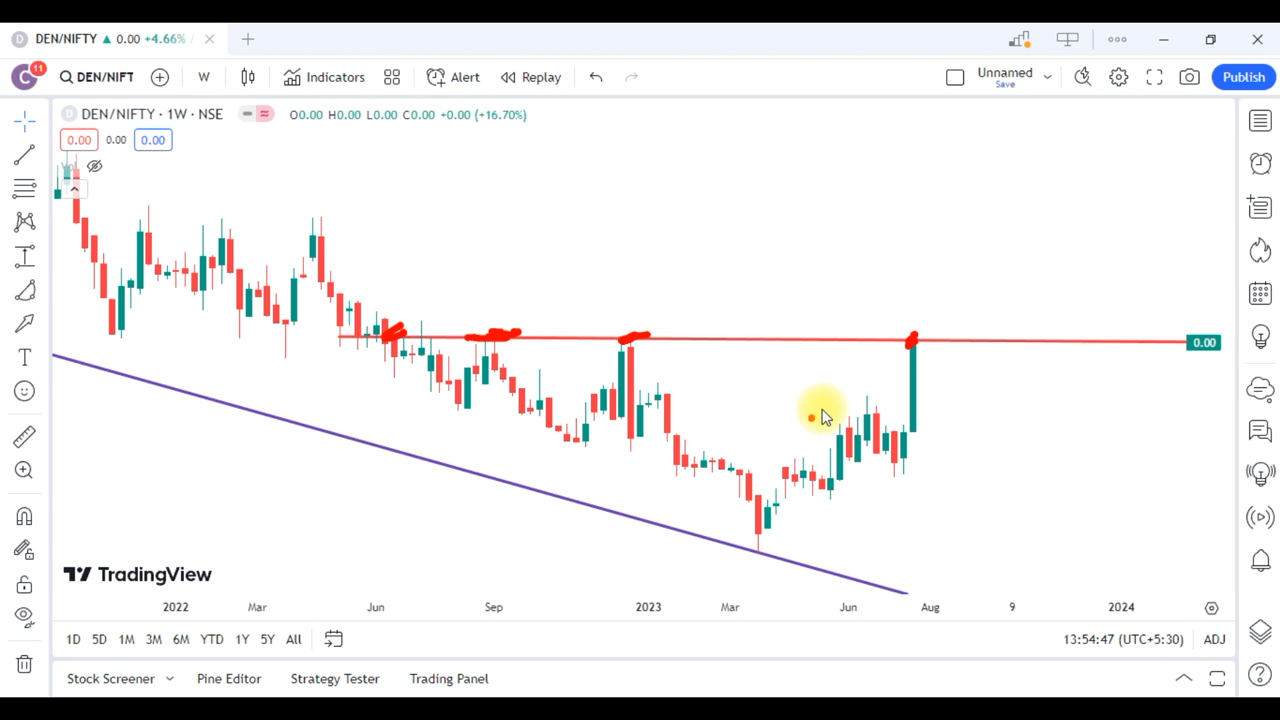 DEN/NIFTY ▲ 0.00 +4.66% /
C 11 DEN/NIFT W Indicators Alert Replay Unnamed Save Publish
D DEN/NIFTY · 1W · NSE O0.00 H0.00 L0.00 C0.00 +0.00 (+16.70%)
0.00 0.00 0.00
0.00
TradingView
2022 Mar Jun Sep 2023 Mar Jun Aug 9 2024
1D 5D 1M 3M 6M YTD 1Y 5Y All 13:54:47 (UTC+5:30) ADJ
Stock Screener Pine Editor Strategy Tester Trading Panel